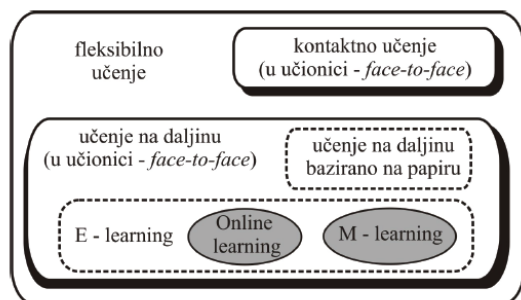 fleksibilno
učenje
kontaktno učenje
(u učionici - face-to-face)
učenje na daljinu
(u učionici - face-to-face)
učenje na daljinu
bazirano na papiru
E - learning
Online
learning
M - learning